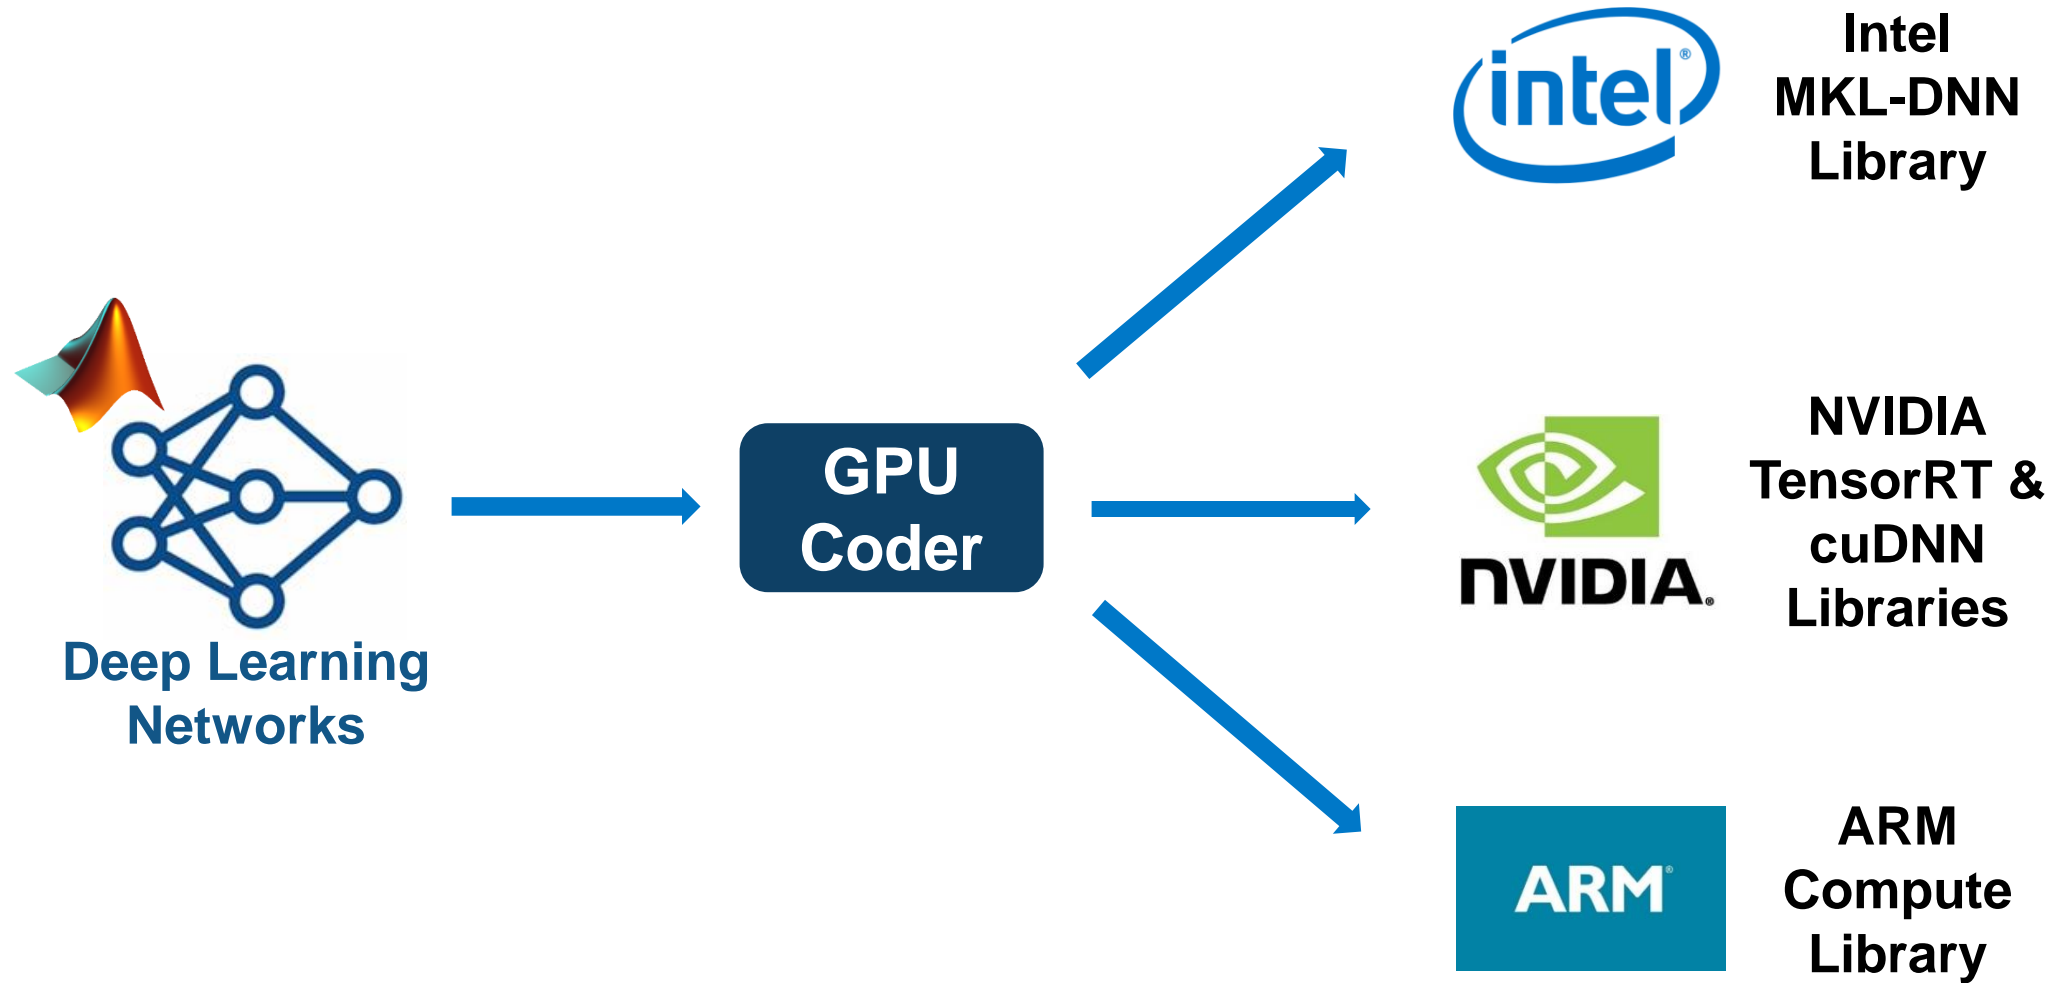 Deep Learning
Networks
GPU
Coder
intel®
Intel
MKL-DNN
Library
NVIDIA®
NVIDIA
TensorRT &
cuDNN
Libraries
ARM®
ARM
Compute
Library